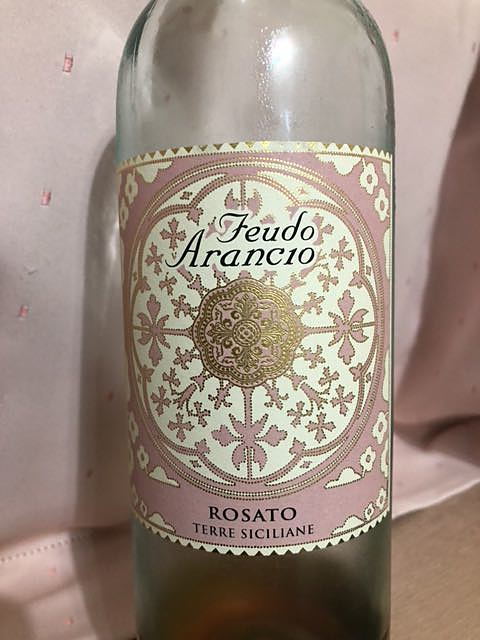 Feudo
Arancio
ROSATO
TERRE SICILIANE